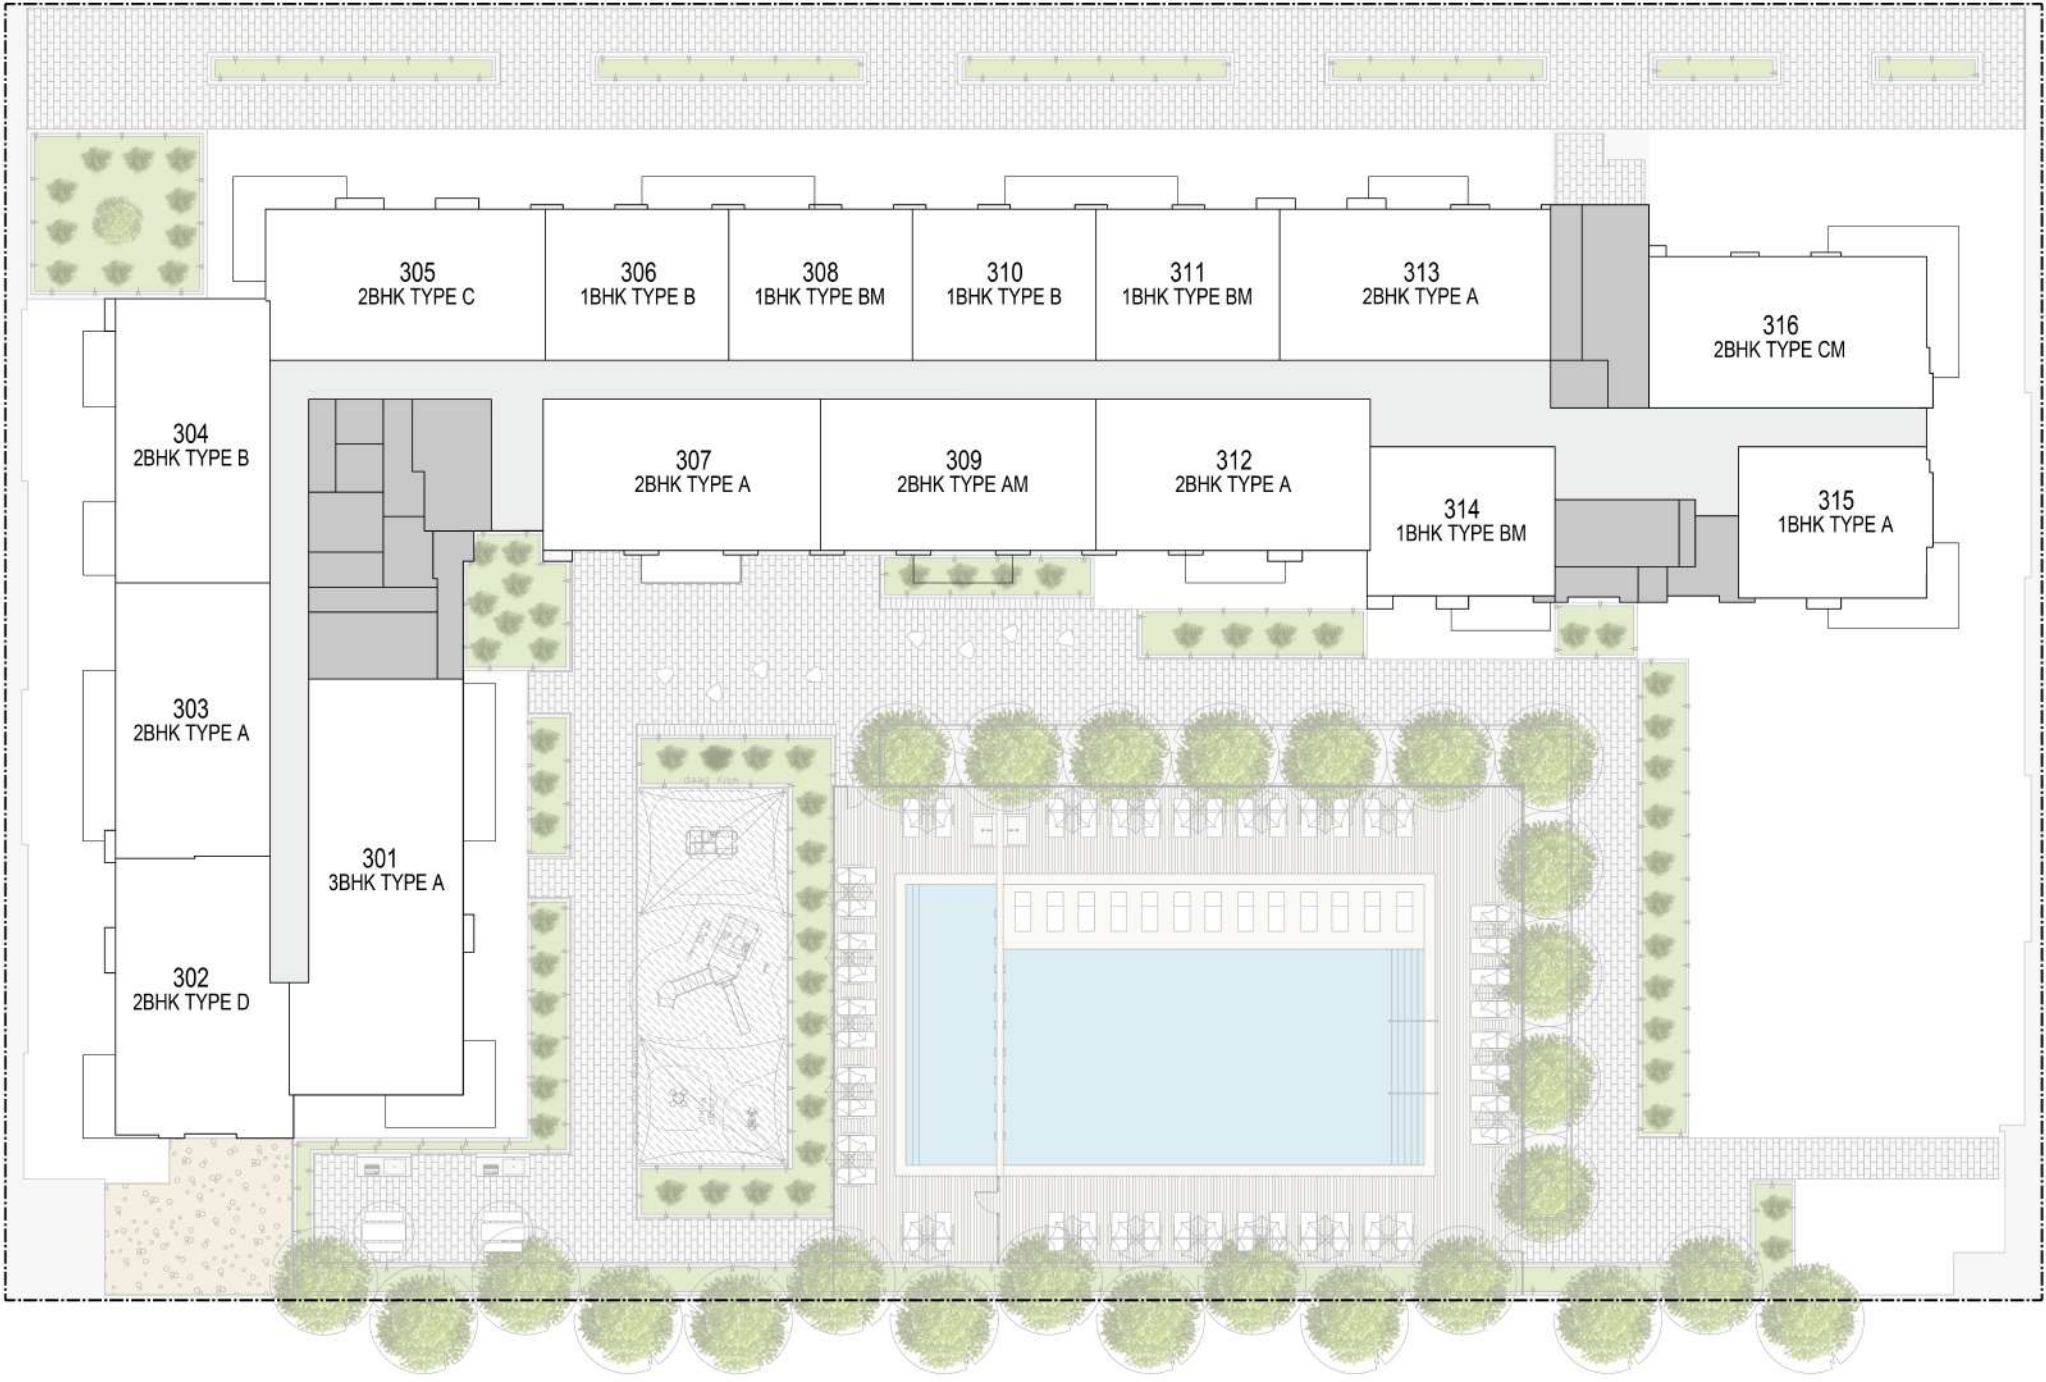 305
2BHK TYPE C
306
1BHK TYPE B
308
1BHK TYPE BM
310
1BHK TYPE B
311
1BHK TYPE BM
313
2BHK TYPE A
316
2BHK TYPE CM
304
2BHK TYPE B
307
2BHK TYPE A
309
2BHK TYPE AM
312
2BHK TYPE A
314
1BHK TYPE BM
315
1BHK TYPE A
303
2BHK TYPE A
301
3BHK TYPE A
302
2BHK TYPE D